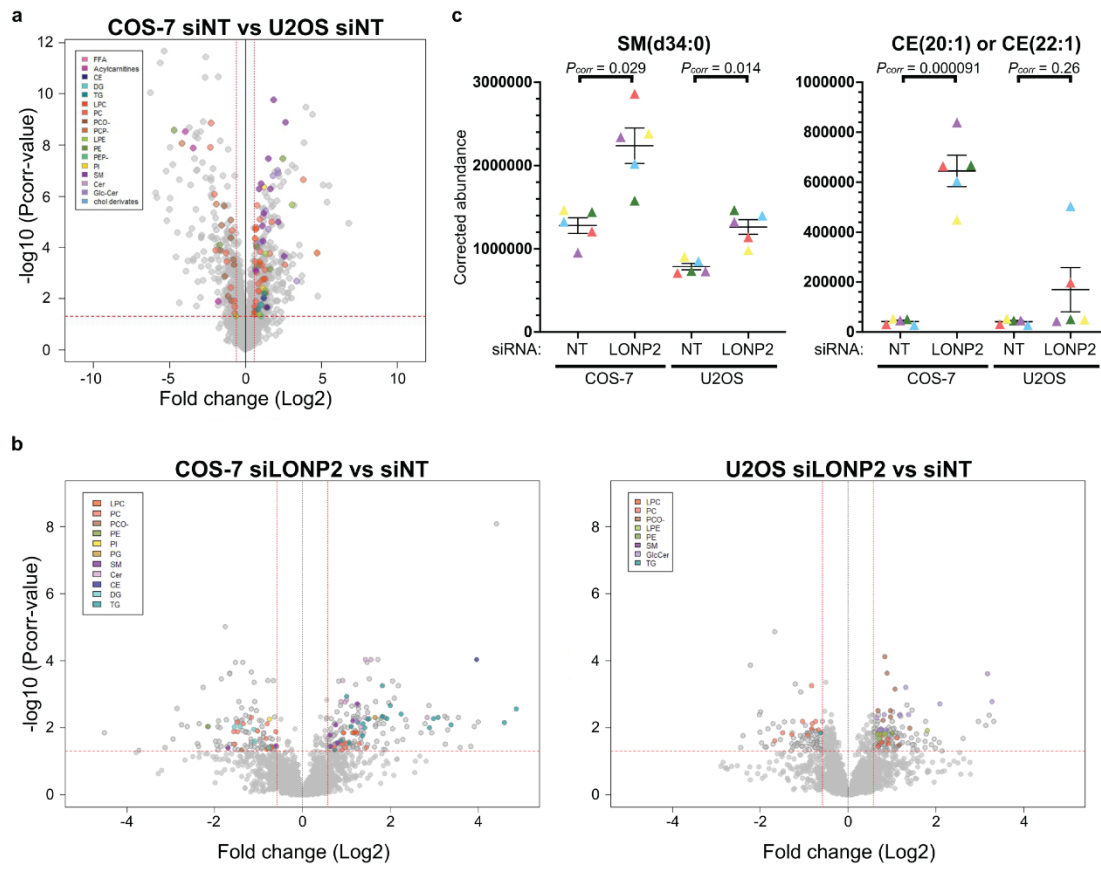 a
COS-7 siNT vs U2OS siNT
12
10
8
6
4
2
0
-log10 (Pcorr-value)
FFA
Acylcarnitines
CE
DG
TG
LPC
PC
PCO-
PCP-
LPE
PE
PEP-
PI
SM
Cer
Glc-Cer
chol derivates
-10 -5 0 5 10
Fold change (Log2)
c
SM(d34:0)
Pcorr = 0.029 Pcorr = 0.014
3000000
2000000
1000000
0
Corrected abundance
siRNA: NT LONP2 NT LONP2
COS-7 U2OS
CE(20:1) or CE(22:1)
Pcorr = 0.000091 Pcorr = 0.26
1000000
800000
600000
400000
200000
0
siRNA: NT LONP2 NT LONP2
COS-7 U2OS
b
COS-7 siLONP2 vs siNT
8
6
4
2
0
-log10 (Pcorr-value)
LPC
PC
PCO-
PE
PI
PG
SM
Cer
CE
DG
TG
-4 -2 0 2 4
Fold change (Log2)
U2OS siLONP2 vs siNT
8
6
4
2
0
LPC
PC
PCO-
LPE
PE
SM
GlcCer
TG
-4 -2 0 2 4
Fold change (Log2)